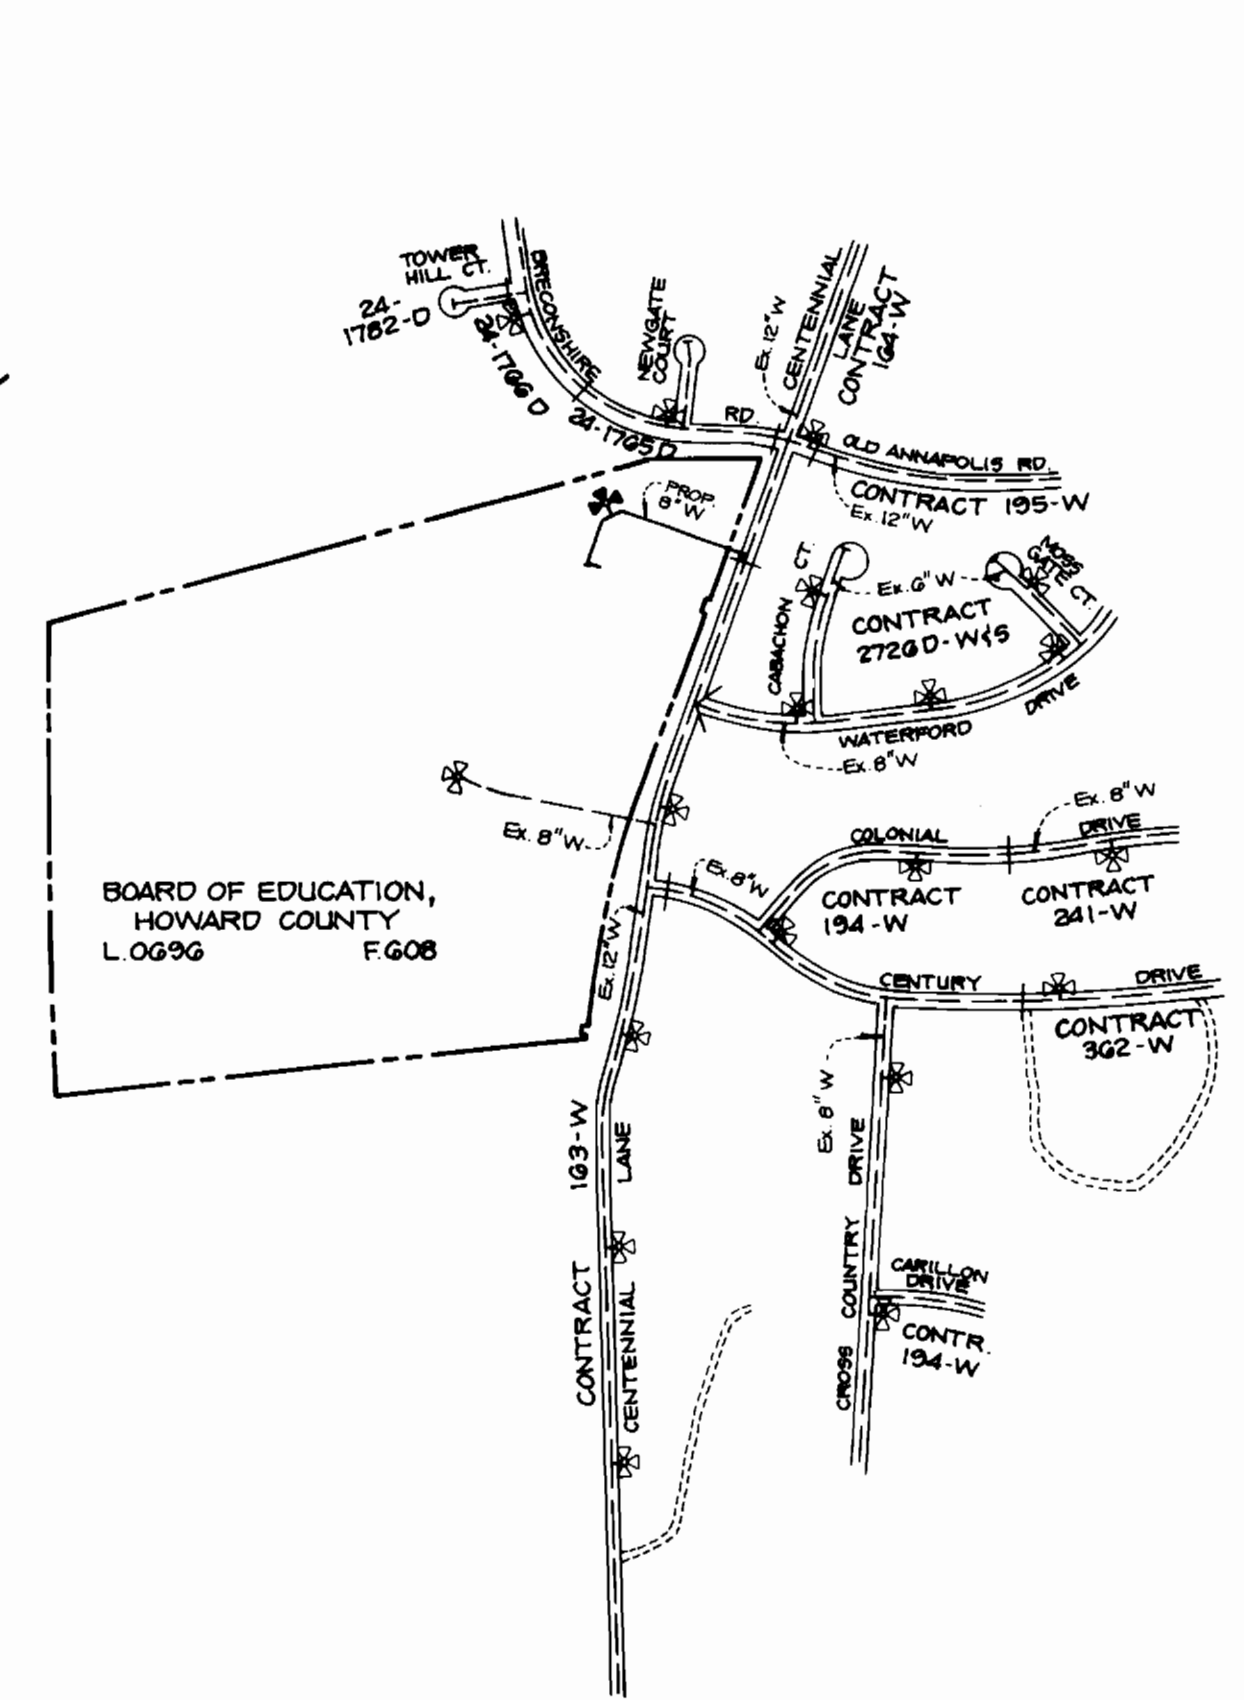 TOWER
HILL CT.
24-
1782-D
BRECONSHIRE
24-1766 D
24-1765 D
NEWGATE
COURT
RD.
Ex. 12" W
CENTENNIAL
LANE
CONTRACT
164-W
OLD ANNAPOLIS RD.
CONTRACT 195-W
Ex. 12" W
PROP.
8" W
CABACHON CT.
Ex. 6" W
MOSS
GATE CT.
CONTRACT
2726 D-W&S
WATERFORD DRIVE
Ex. 8" W
Ex. 8" W
Ex. 8" W
COLONIAL DRIVE
Ex. 8" W
CONTRACT
194-W
CONTRACT
241-W
BOARD OF EDUCATION,
HOWARD COUNTY
L.0696 F.608
Ex. 12" W
CENTURY DRIVE
CONTRACT
362-W
Ex. 8" W
CROSS COUNTRY DRIVE
CONTRACT 163-W
CENTENNIAL LANE
CARILLON
DRIVE
CONTR.
194-W